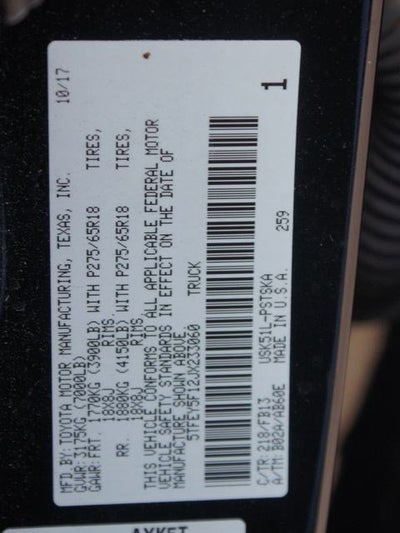 MFD.BY:TOYOTA MOTOR MANUFACTURING, TEXAS, INC. 10/17
GVWR:3175KG (7000LB)
GAWR:FRT. 1770KG (3900LB) WITH P275/65R18 TIRES,
18X8J RIMS
RR. 1880KG (4150LB) WITH P275/65R18 TIRES,
18X8J RIMS
THIS VEHICLE CONFORMS TO ALL APPLICABLE FEDERAL MOTOR
VEHICLE SAFETY STANDARDS IN EFFECT ON THE DATE OF
MANUFACTURE SHOWN ABOVE.
5TFEY5F12JX233060 TRUCK
C/TR:218/FB13 USK51L-PSTSKA 259
A/TM:B02A/AB60E MADE IN U.S.A.
1